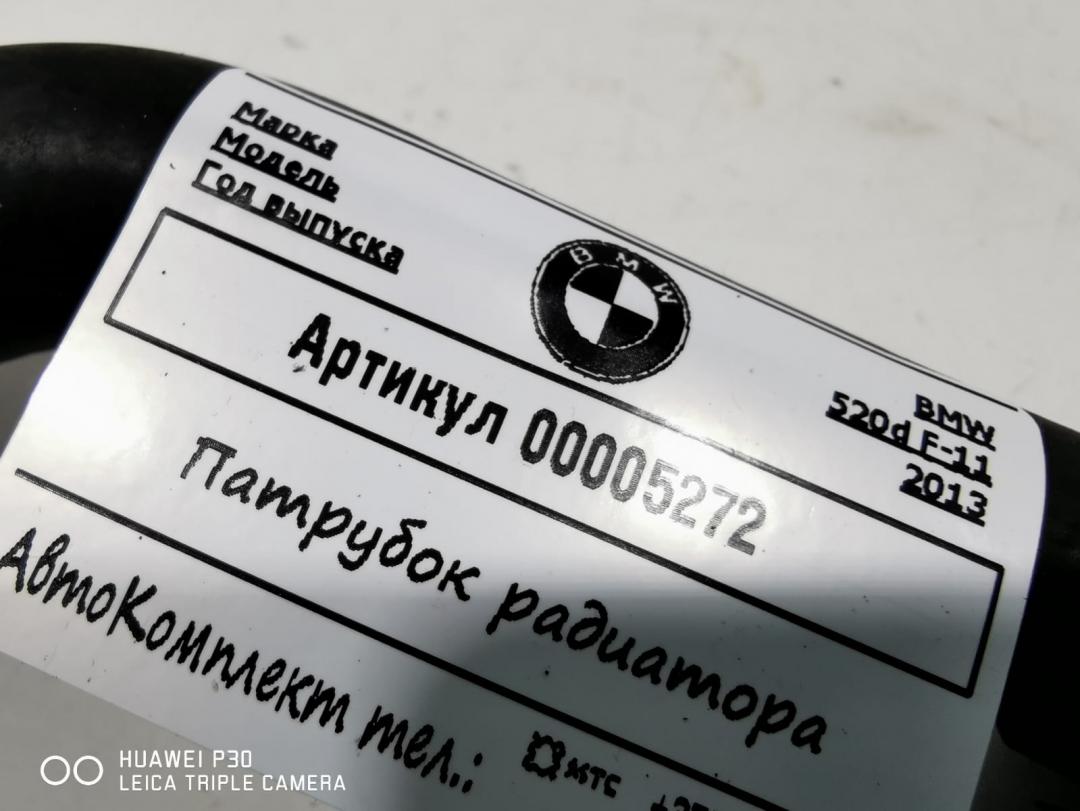 Марка
Модель
Год выпуска
BMW
BMW
520d F-11
2013
Артикул 00005272
Патрубок радиатора
АвтоКомплект тел.:
мтс
HUAWEI P30
LEICA TRIPLE CAMERA